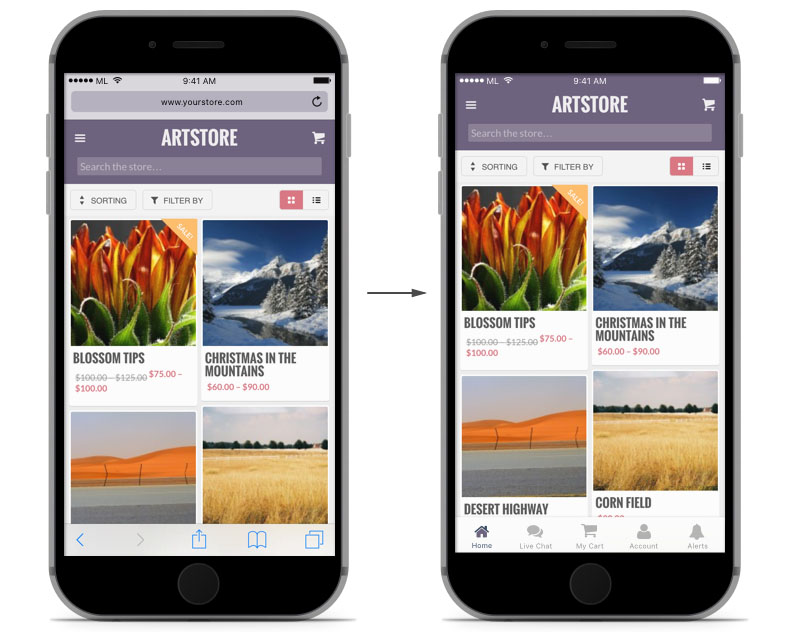 ML 9:41 AM
www.yourstore.com
ARTSTORE
Search the store...
SORTING FILTER BY
SALE!
BLOSSOM TIPS
$100.00 – $125.00 $75.00 –
$100.00
CHRISTMAS IN THE
MOUNTAINS
$60.00 – $90.00
ML 9:41 AM
ARTSTORE
Search the store...
SORTING FILTER BY
SALE!
BLOSSOM TIPS
$100.00 – $125.00 $75.00 –
$100.00
CHRISTMAS IN THE
MOUNTAINS
$60.00 – $90.00
DESERT HIGHWAY
CORN FIELD
Home Live Chat My Cart Account Alerts